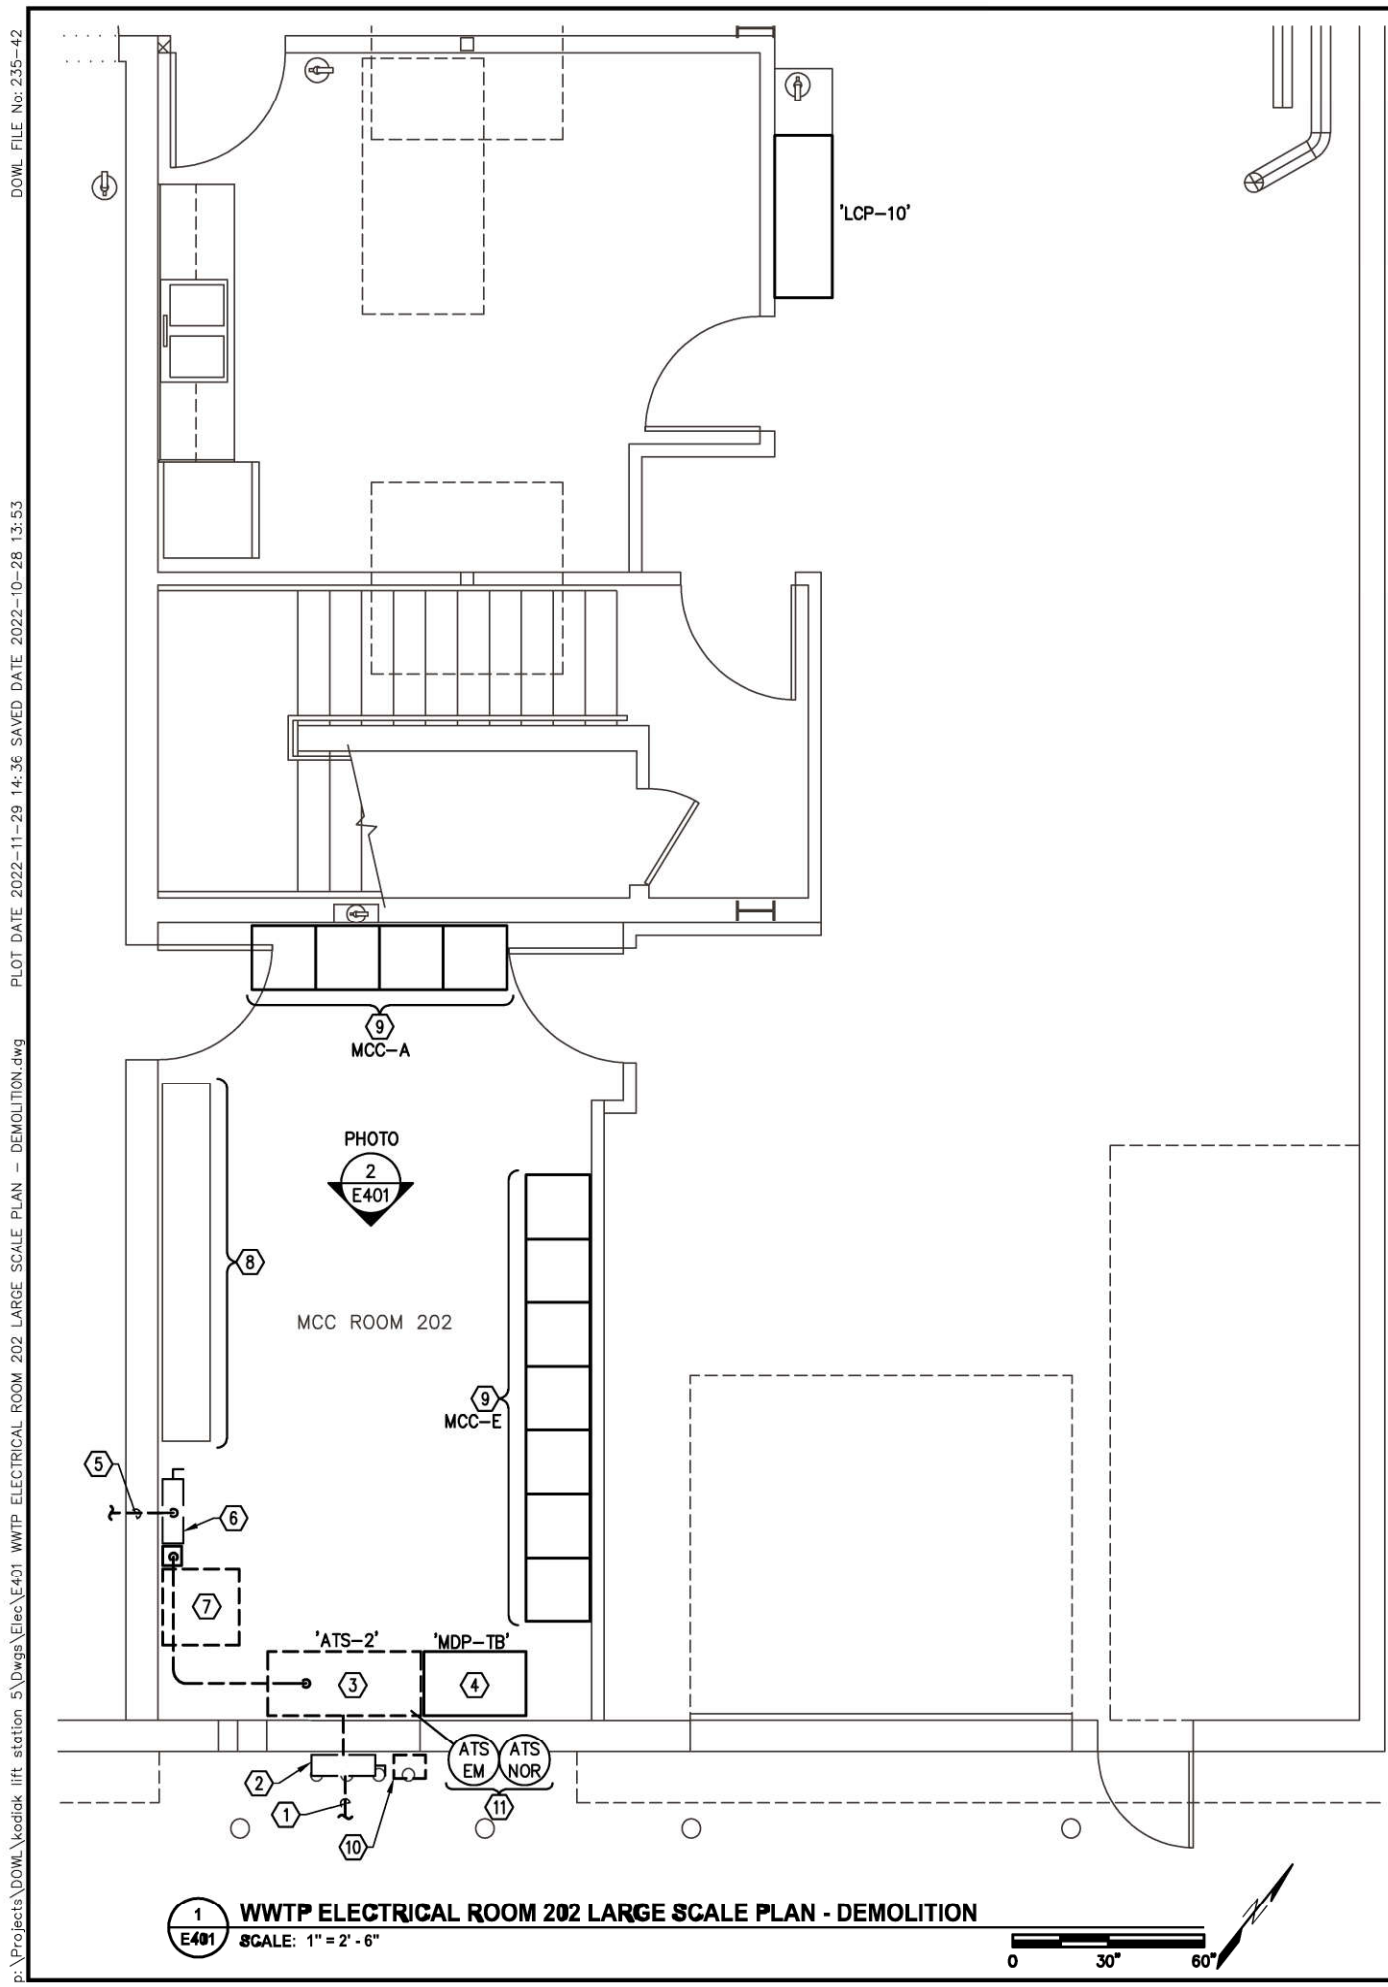 DOWL FILE No: 235-42
PLOT DATE 2022-11-29 14:36 SAVED DATE 2022-10-28 13:53
p:\Projects\DOWL\kodiak lift station 5\Dwgs\Elec\E401 WWTP ELECTRICAL ROOM 202 LARGE SCALE PLAN - DEMOLITION.dwg
'LCP-10'
9
MCC-A
PHOTO
2
E401
8
MCC ROOM 202
9
MCC-E
5
6
7
'ATS-2'
'MDP-TB'
3
4
ATS
EM
ATS
NOR
2
1
10
11
1
E401
WWTP ELECTRICAL ROOM 202 LARGE SCALE PLAN - DEMOLITION
SCALE: 1" = 2' - 6"
0
30"
60"